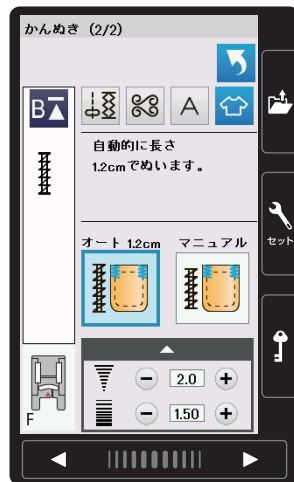 かんぬき (2/2)
B
A
自動的に長さ
1.2cmでぬいます。
オート 1.2cm マニュアル
セット
2.0
1.50
F